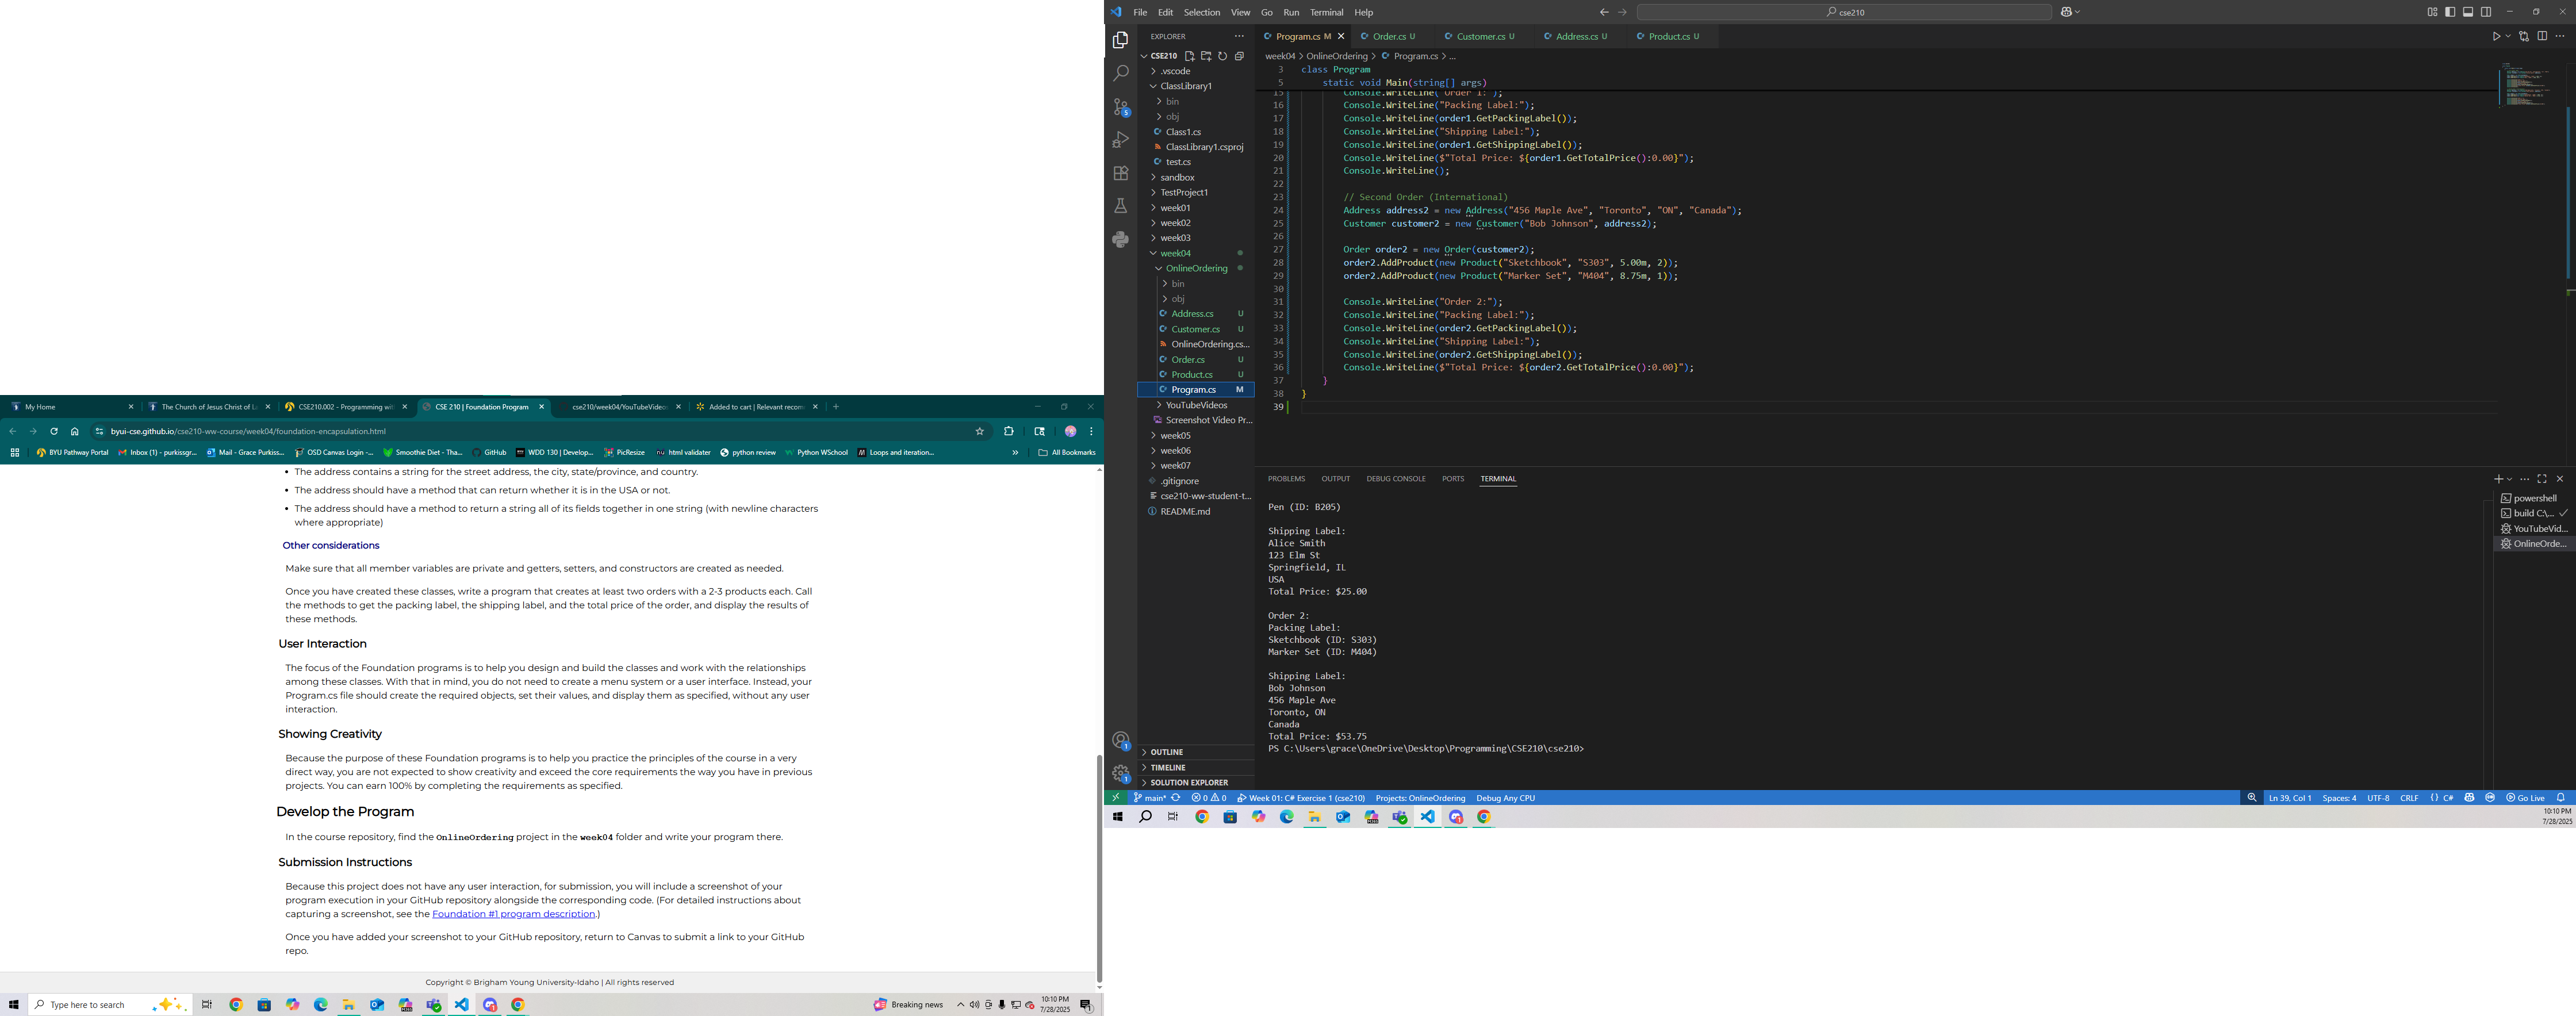 My Home
The Church of Jesus Christ of L
CSE210.002 - Programming wit
CSE 210 | Foundation Program
cse210/week04/YouTubeVideo
Added to cart | Relevant recom
byui-cse.github.io/cse210-ww-course/week04/foundation-encapsulation.html
BYU Pathway Portal
Inbox (1) - purkissgr...
Mail - Grace Purkiss...
OSD Canvas Login -...
Smoothie Diet - Tha...
GitHub
WDD 130 | Develop...
PicResize
html validater
python review
Python WSchool
Loops and iteration...
All Bookmarks
• The address contains a string for the street address, the city, state/province, and country.
• The address should have a method that can return whether it is in the USA or not.
• The address should have a method to return a string all of its fields together in one string (with newline characters
where appropriate)
Other considerations
Make sure that all member variables are private and getters, setters, and constructors are created as needed.
Once you have created these classes, write a program that creates at least two orders with a 2-3 products each. Call
the methods to get the packing label, the shipping label, and the total price of the order, and display the results of
these methods.
User Interaction
The focus of the Foundation programs is to help you design and build the classes and work with the relationships
among these classes. With that in mind, you do not need to create a menu system or a user interface. Instead, your
Program.cs file should create the required objects, set their values, and display them as specified, without any user
interaction.
Showing Creativity
Because the purpose of these Foundation programs is to help you practice the principles of the course in a very
direct way, you are not expected to show creativity and exceed the core requirements the way you have in previous
projects. You can earn 100% by completing the requirements as specified.
Develop the Program
In the course repository, find the OnlineOrdering project in the week04 folder and write your program there.
Submission Instructions
Because this project does not have any user interaction, for submission, you will include a screenshot of your
program execution in your GitHub repository alongside the corresponding code. (For detailed instructions about
capturing a screenshot, see the Foundation #1 program description.)
Once you have added your screenshot to your GitHub repository, return to Canvas to submit a link to your GitHub
repo.
Copyright © Brigham Young University-Idaho | All rights reserved
Type here to search
Breaking news
10:10 PM
7/28/2025
File Edit Selection View Go Run Terminal Help
cse210
EXPLORER
CSE210
.vscode
ClassLibrary1
bin
obj
Class1.cs
ClassLibrary1.csproj
test.cs
sandbox
TestProject1
week01
week02
week03
week04
OnlineOrdering
bin
obj
Address.cs U
Customer.cs U
OnlineOrdering.cs...
Order.cs U
Product.cs U
Program.cs M
YouTubeVideos
Screenshot Video Pr...
week05
week06
week07
.gitignore
cse210-ww-student-t...
README.md
OUTLINE
TIMELINE
SOLUTION EXPLORER
Program.cs M
Order.cs U
Customer.cs U
Address.cs U
Product.cs U
week04 > OnlineOrdering > Program.cs > ...
3 class Program
5 static void Main(string[] args)
15 Console.WriteLine("Order 1:");
16 Console.WriteLine("Packing Label:");
17 Console.WriteLine(order1.GetPackingLabel());
18 Console.WriteLine("Shipping Label:");
19 Console.WriteLine(order1.GetShippingLabel());
20 Console.WriteLine($"Total Price: ${order1.GetTotalPrice():0.00}");
21 Console.WriteLine();
22
23 // Second Order (International)
24 Address address2 = new Address("456 Maple Ave", "Toronto", "ON", "Canada");
25 Customer customer2 = new Customer("Bob Johnson", address2);
26
27 Order order2 = new Order(customer2);
28 order2.AddProduct(new Product("Sketchbook", "S303", 5.00m, 2));
29 order2.AddProduct(new Product("Marker Set", "M404", 8.75m, 1));
30
31 Console.WriteLine("Order 2:");
32 Console.WriteLine("Packing Label:");
33 Console.WriteLine(order2.GetPackingLabel());
34 Console.WriteLine("Shipping Label:");
35 Console.WriteLine(order2.GetShippingLabel());
36 Console.WriteLine($"Total Price: ${order2.GetTotalPrice():0.00}");
37 }
38 }
39
PROBLEMS OUTPUT DEBUG CONSOLE PORTS TERMINAL
Pen (ID: B205)
Shipping Label:
Alice Smith
123 Elm St
Springfield, IL
USA
Total Price: $25.00
Order 2:
Packing Label:
Sketchbook (ID: S303)
Marker Set (ID: M404)
Shipping Label:
Bob Johnson
456 Maple Ave
Toronto, ON
Canada
Total Price: $53.75
PS C:\Users\grace\OneDrive\Desktop\Programming\CSE210\cse210>
powershell
build C:\...
YouTubeVid...
OnlineOrde...
main* 0 0 Week 01: C# Exercise 1 (cse210) Projects: OnlineOrdering Debug Any CPU
Ln 39, Col 1 Spaces: 4 UTF-8 CRLF {} C# Go Live
10:10 PM
7/28/2025